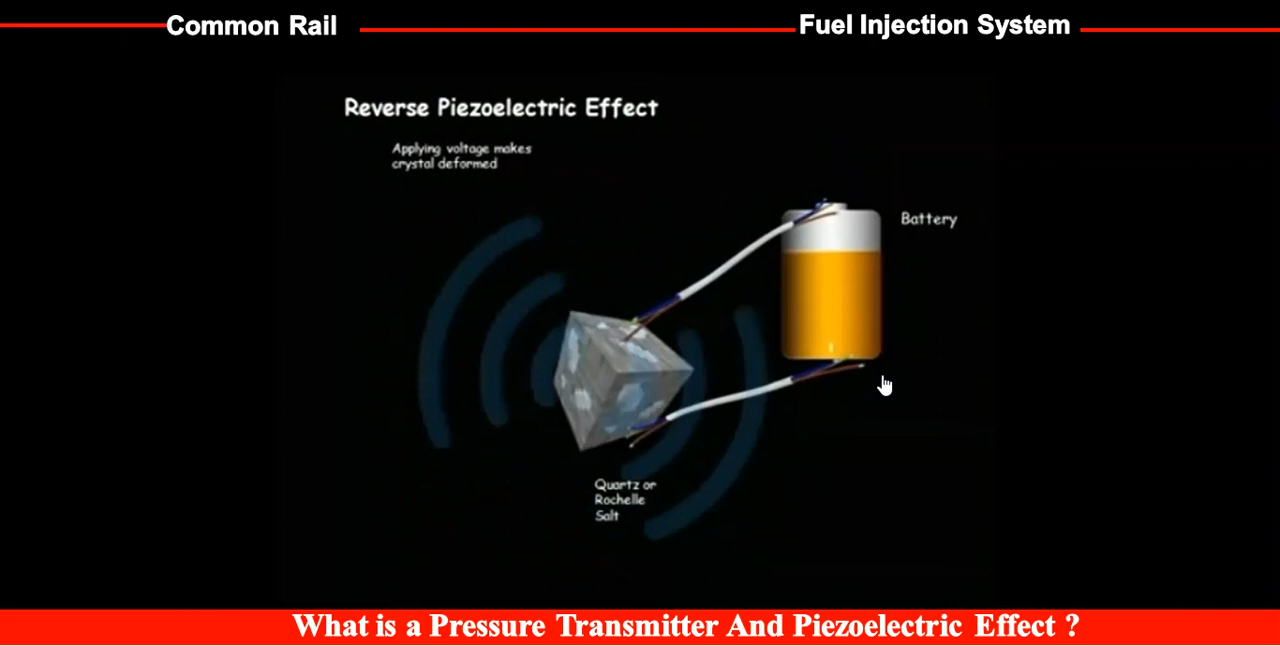 Common Rail
Fuel Injection System
Reverse Piezoelectric Effect
Applying voltage makes
crystal deformed
Battery
Quartz or
Rochelle
Salt
What is a Pressure Transmitter And Piezoelectric Effect ?